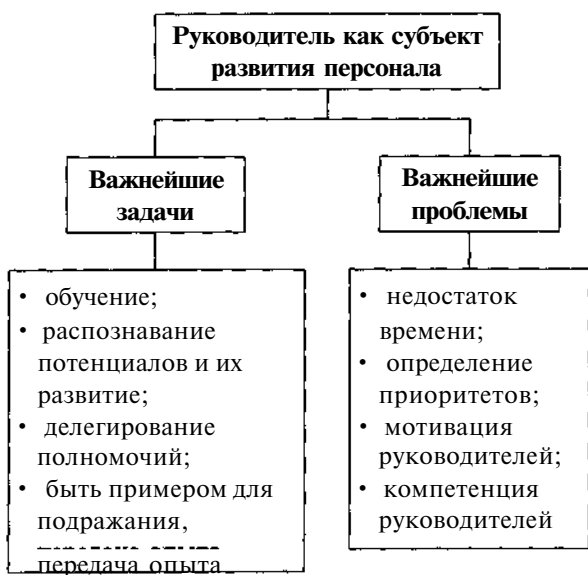 Руководитель как субъект
развития персонала
Важнейшие
задачи
Важнейшие
проблемы
• обучение;
• распознавание
потенциалов и их
развитие;
• делегирование
полномочий;
• быть примером для
подражания,
передача опыта
• недостаток
времени;
• определение
приоритетов;
• мотивация
руководителей;
• компетенция
руководителей